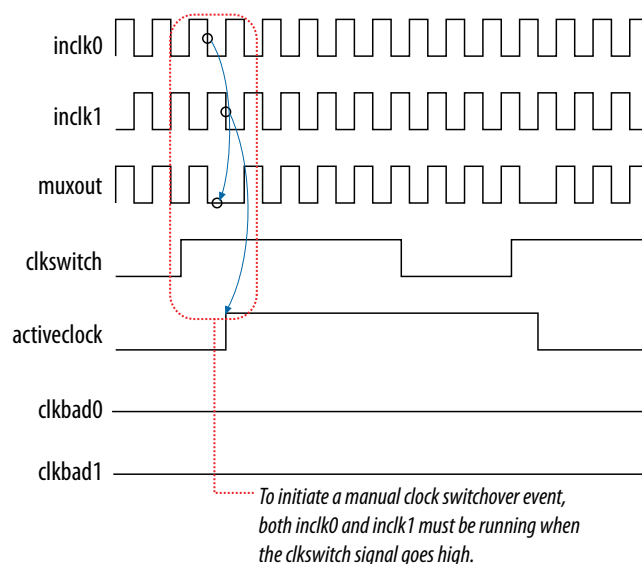 inclk0
inclk1
muxout
clkswitch
activeclock
clkbad0
clkbad1
To initiate a manual clock switchover event,
both inclk0 and inclk1 must be running when
the clkswitch signal goes high.